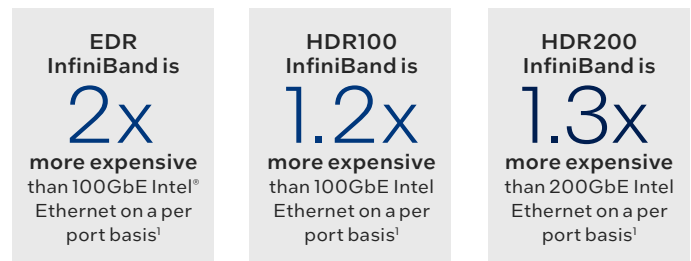 EDR
InfiniBand is
2x
more expensive
than 100GbE Intel®
Ethernet on a per
port basis¹
HDR100
InfiniBand is
1.2x
more expensive
than 100GbE Intel
Ethernet on a per
port basis¹
HDR200
InfiniBand is
1.3x
more expensive
than 200GbE Intel
Ethernet on a per
port basis¹